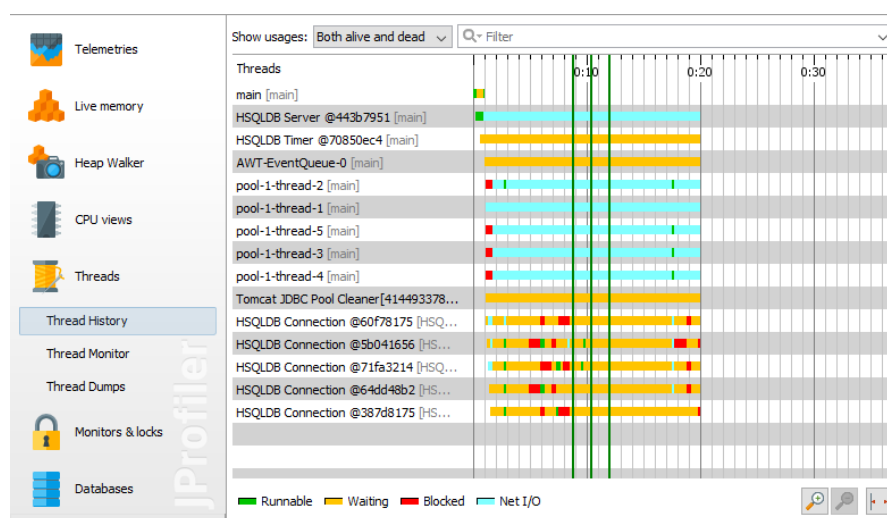 Show usages: Both alive and dead Filter
Telemetries
Live memory
Heap Walker
CPU views
Threads
Thread History
Thread Monitor
Thread Dumps
Monitors & locks
Databases
JProfiler
Threads 0:10 0:20 0:30
main [main]
HSQLDB Server @443b7951 [main]
HSQLDB Timer @70850ec4 [main]
AWT-EventQueue-0 [main]
pool-1-thread-2 [main]
pool-1-thread-1 [main]
pool-1-thread-5 [main]
pool-1-thread-3 [main]
pool-1-thread-4 [main]
Tomcat JDBC Pool Cleaner[414493378...
HSQLDB Connection @60f78175 [HSQ...
HSQLDB Connection @5b041656 [HS...
HSQLDB Connection @71fa3214 [HSQ...
HSQLDB Connection @64dd48b2 [HS...
HSQLDB Connection @387d8175 [HS...
Runnable Waiting Blocked Net I/O